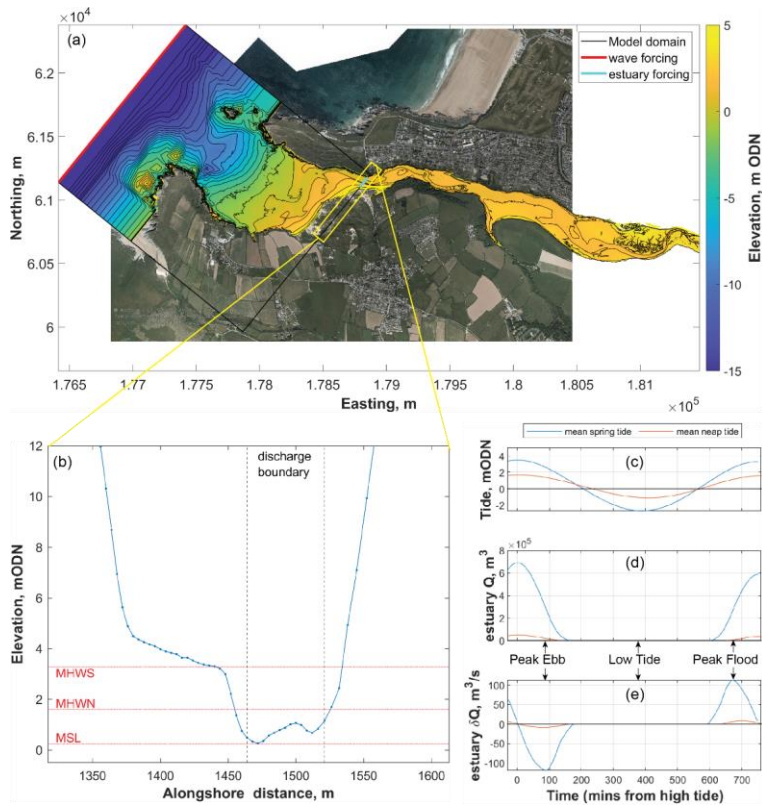 ×10⁴
(a)
Model domain
wave forcing
estuary forcing
6.2
6.15
6.1
6.05
6
Northing, m
1.765
1.77
1.775
1.78
1.785
1.79
1.795
1.8
1.805
1.81
×10⁵
Easting, m
5
0
-5
-10
-15
Elevation, m ODN
(b)
discharge
boundary
12
10
8
6
4
2
0
Elevation, mODN
MHWS
MHWN
MSL
1350
1400
1450
1500
1550
1600
Alongshore distance, m
mean spring tide
mean neap tide
(c)
4
2
0
-2
Tide, mODN
×10⁵
(d)
8
6
4
2
0
estuary Q, m³
Peak Ebb
Low Tide
Peak Flood
(e)
100
50
0
-50
-100
estuary δQ, m³/s
0
100
200
300
400
500
600
700
Time (mins from high tide)